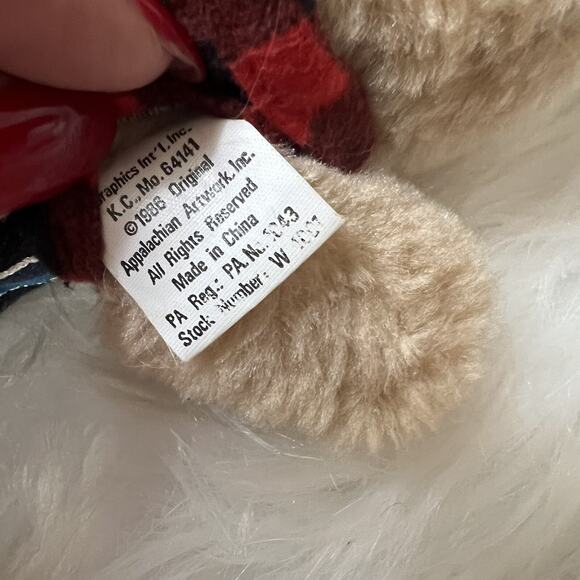 raphics Int'l. Inc.
K.C., Mo. 64141
©1986 Original
Appalachian Artwork. Inc.
All Rights Reserved
Made in China
PA Reg.: PA. No. 1043
Stock Number: W